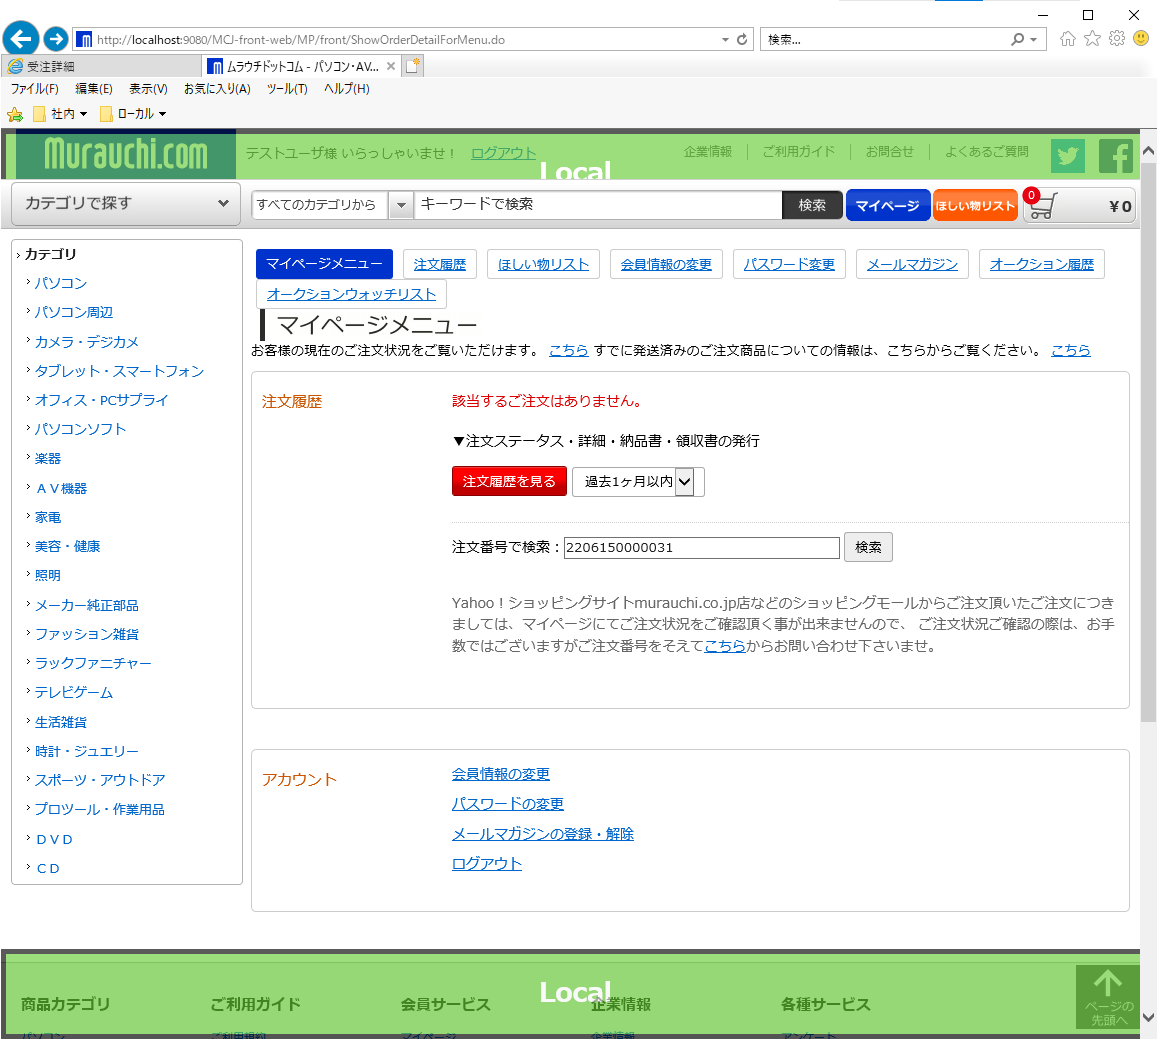 http://localhost:9080/MCJ-front-web/MP/front/ShowOrderDetailForMenu.do
検索...
受注詳細
ムラウチドットコム - パソコン・AV...
ファイル(F) 編集(E) 表示(V) お気に入り(A) ツール(T) ヘルプ(H)
社内 ローカル
Murauchi.com
テストユーザ様 いらっしゃいませ！ ログアウト
企業情報 ご利用ガイド お問合せ よくあるご質問
Local
カテゴリで探す
すべてのカテゴリから
キーワードで検索
検索
マイページ
ほしい物リスト
0
¥ 0
カテゴリ
パソコン
パソコン周辺
カメラ・デジカメ
タブレット・スマートフォン
オフィス・PCサプライ
パソコンソフト
楽器
ＡＶ機器
家電
美容・健康
照明
メーカー純正部品
ファッション雑貨
ラックファニチャー
テレビゲーム
生活雑貨
時計・ジュエリー
スポーツ・アウトドア
プロツール・作業用品
ＤＶＤ
ＣＤ
マイページメニュー 注文履歴 ほしい物リスト 会員情報の変更 パスワード変更 メールマガジン オークション履歴
オークションウォッチリスト
マイページメニュー
お客様の現在のご注文状況をご覧いただけます。 こちら すでに発送済みのご注文商品についての情報は、こちらからご覧ください。 こちら
注文履歴
該当するご注文はありません。
▼注文ステータス・詳細・納品書・領収書の発行
注文履歴を見る 過去1ヶ月以内
注文番号で検索：2206150000031 検索
Yahoo！ショッピングサイトmurauchi.co.jp店などのショッピングモールからご注文頂いたご注文につき
ましては、マイページにてご注文状況をご確認頂く事が出来ませんので、 ご注文状況ご確認の際は、お手
数ではございますがご注文番号をそえてこちらからお問い合わせ下さいませ。
アカウント
会員情報の変更
パスワードの変更
メールマガジンの登録・解除
ログアウト
Local
商品カテゴリ ご利用ガイド 会員サービス 企業情報 各種サービス
ページの
先頭へ
パソコン ご利用規約 マイページ 企業情報 アンケート